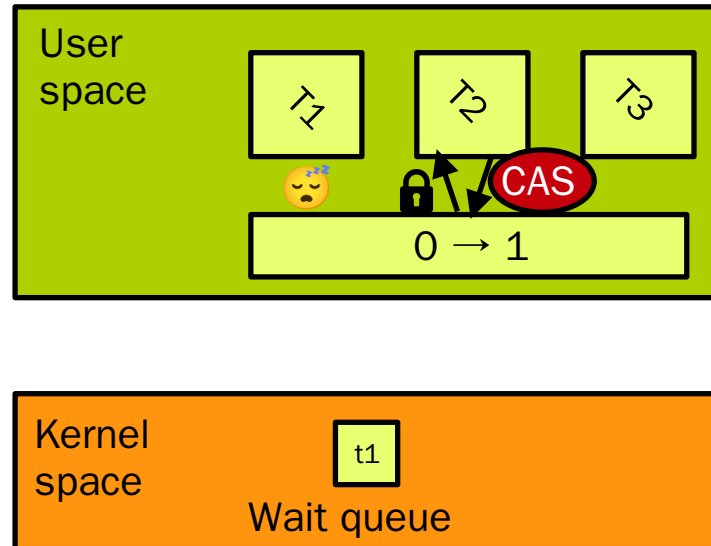 User
space
T1
T2
T3
CAS
0 → 1
Kernel
space
t1
Wait queue